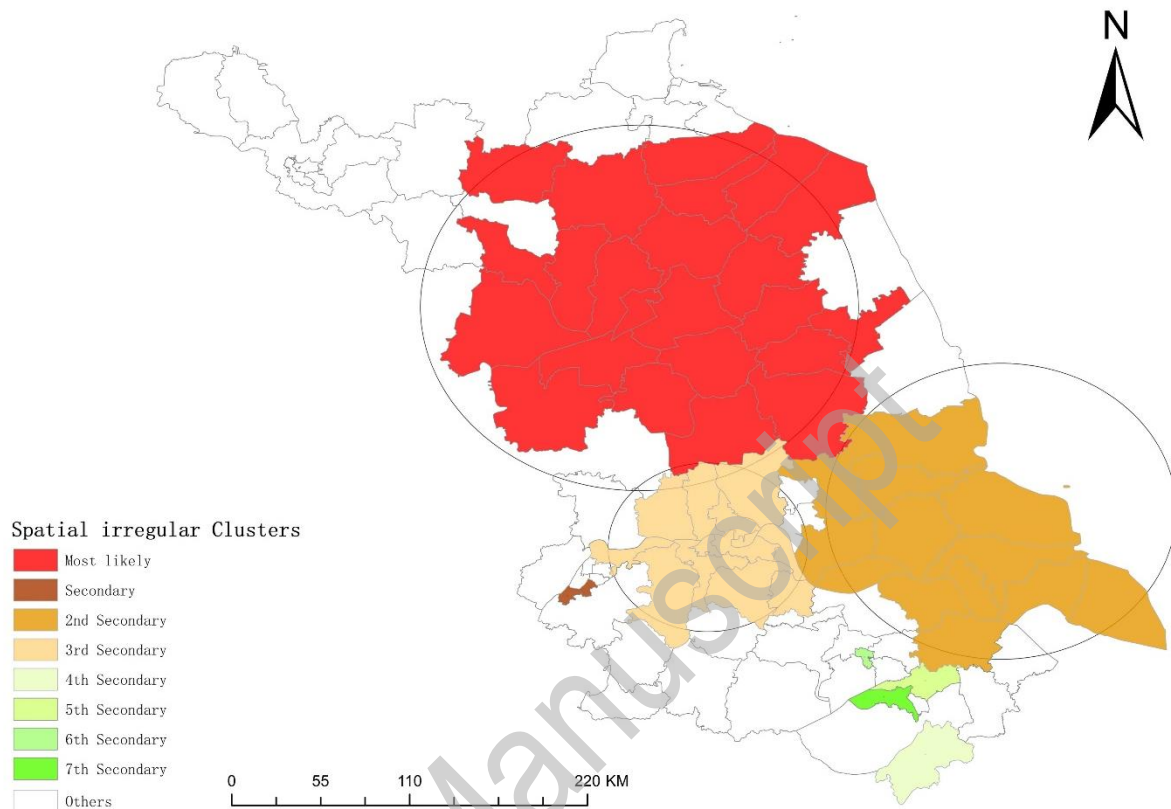 N
Spatial irregular Clusters
Most likely
Secondary
2nd Secondary
3rd Secondary
4th Secondary
5th Secondary
6th Secondary
7th Secondary
Others
0 55 110 220 KM
Manuscript